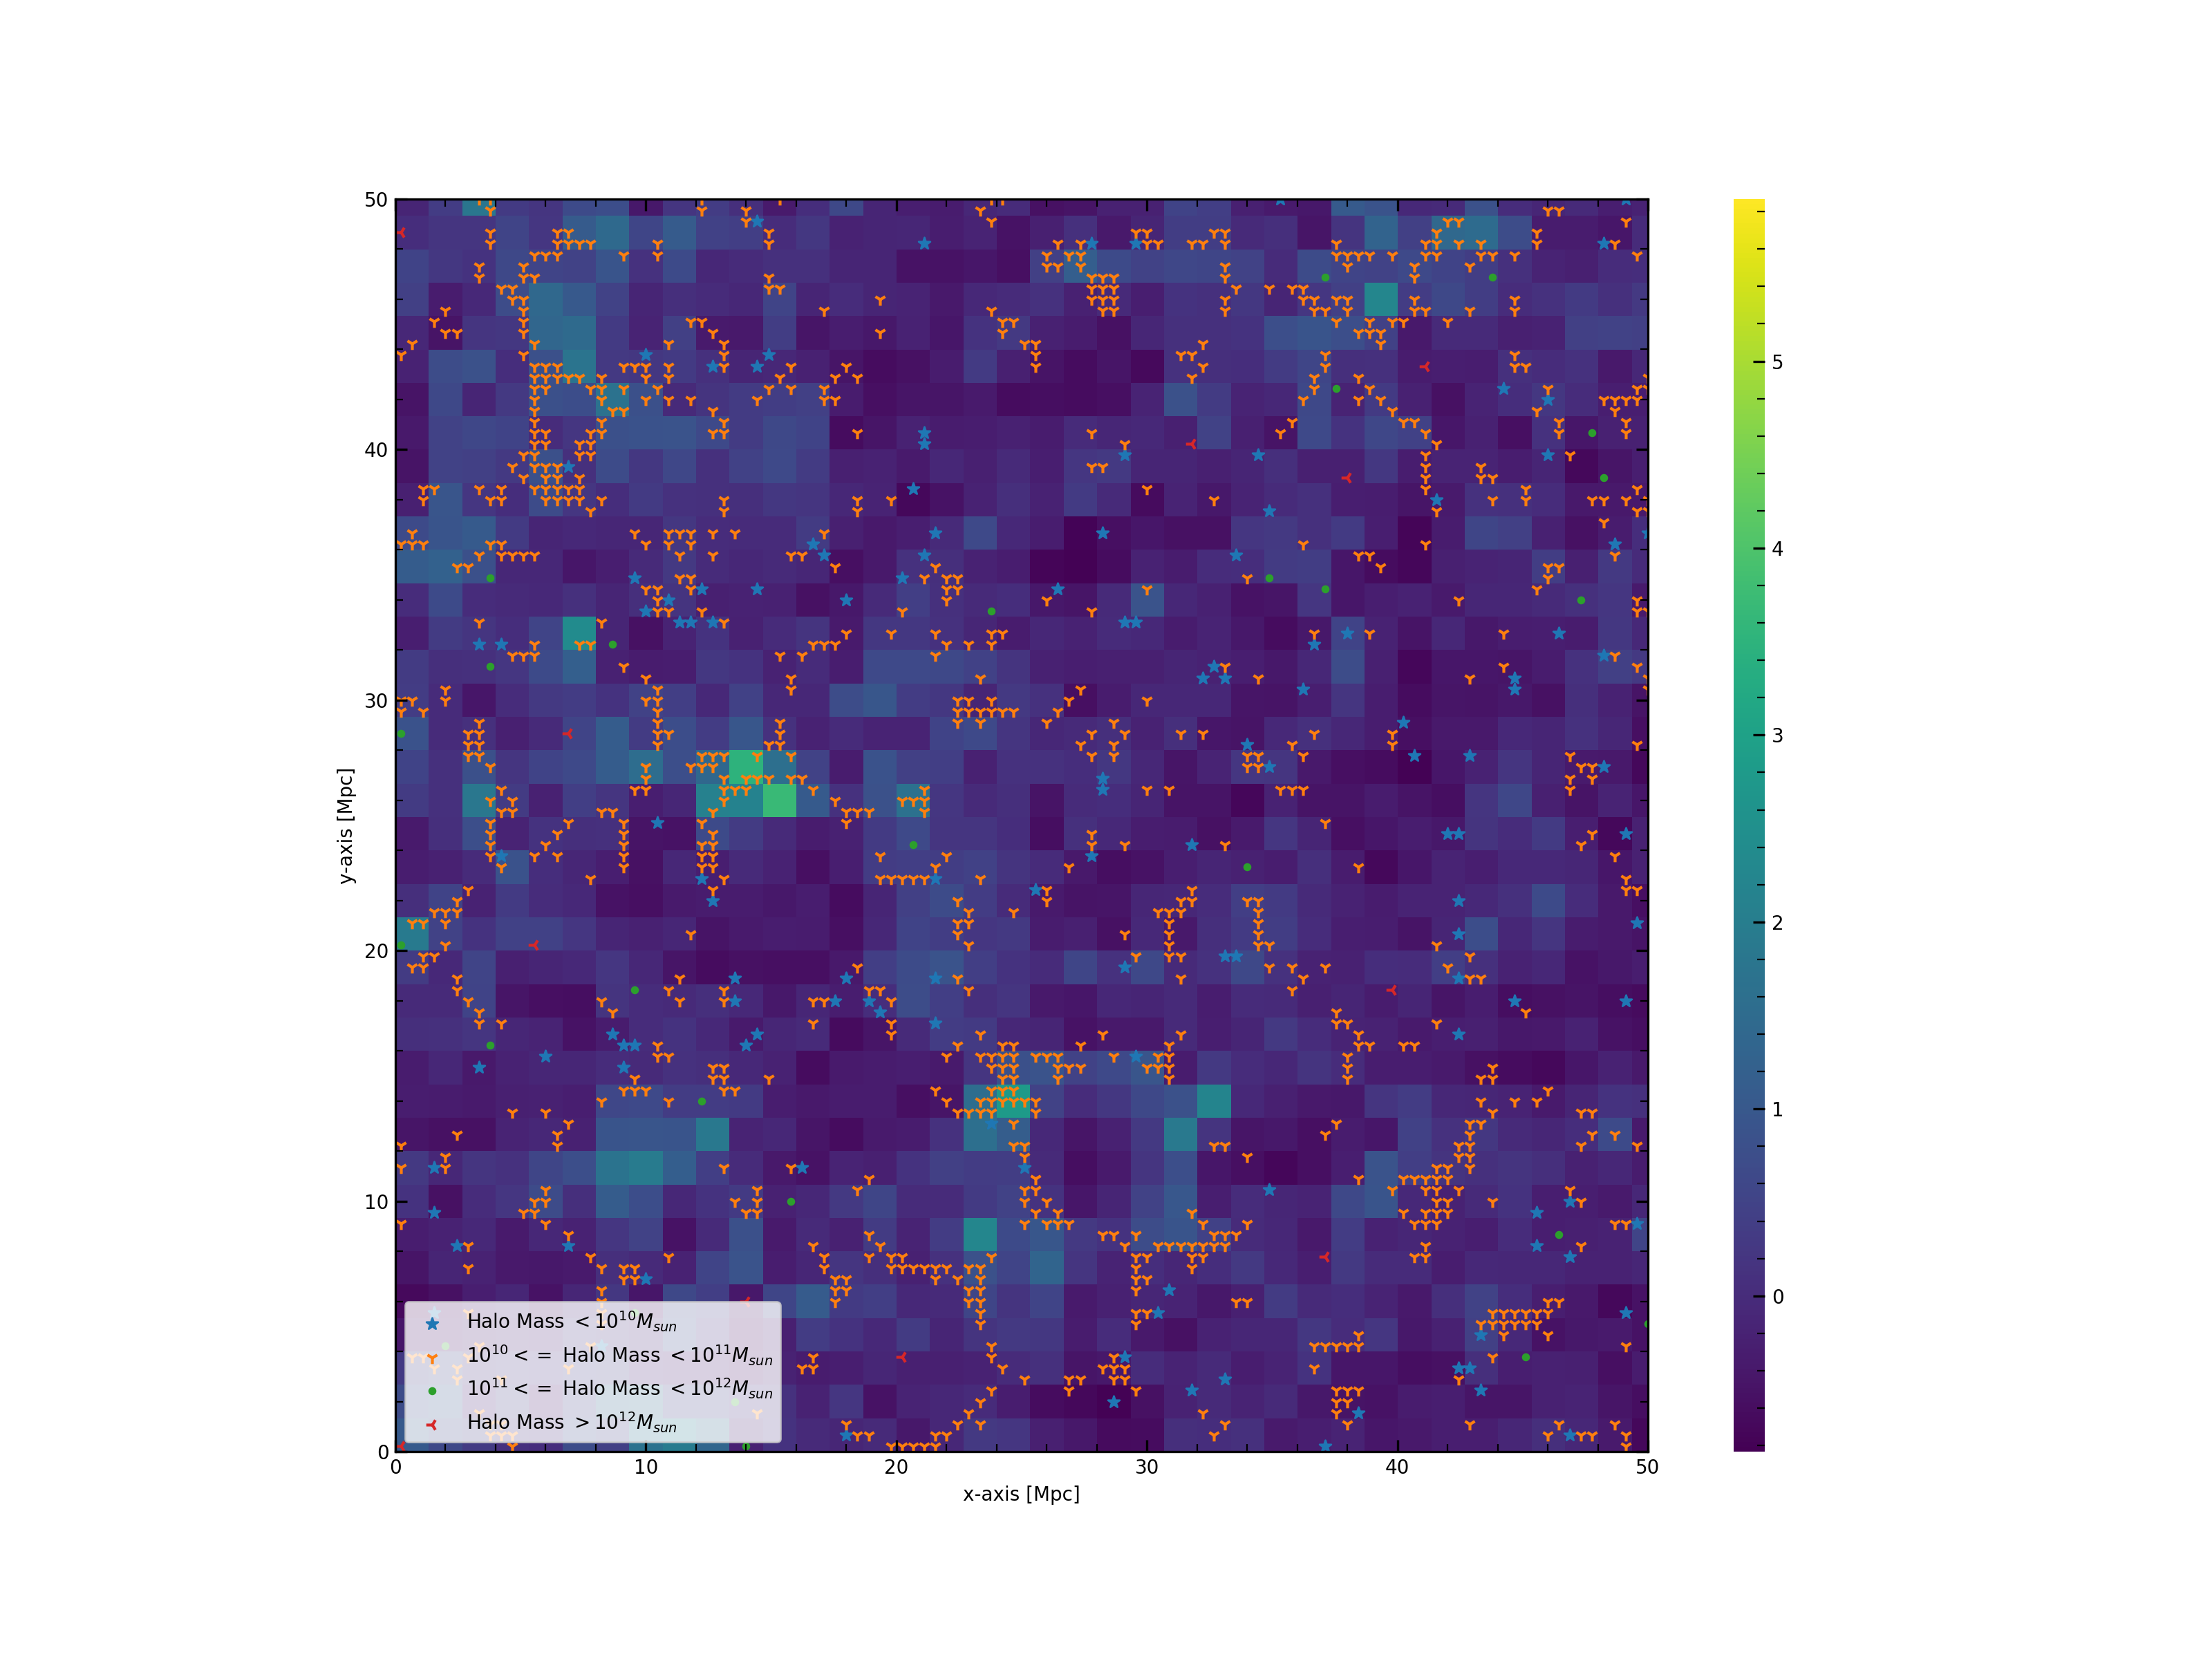 50
40
30
20
10
0
y-axis [Mpc]
Halo Mass $< 10^{10} M_{sun}$
$10^{10} <=$ Halo Mass $< 10^{11} M_{sun}$
$10^{11} <=$ Halo Mass $< 10^{12} M_{sun}$
Halo Mass $> 10^{12} M_{sun}$
0 10 20 30 40 50
x-axis [Mpc]
5
4
3
2
1
0